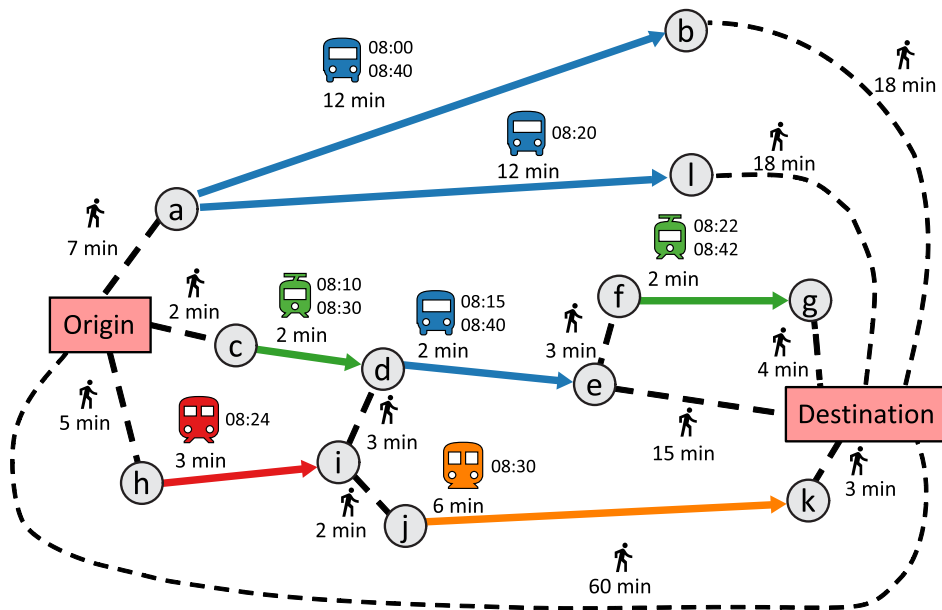 b
08:00
08:40
12 min
18 min
08:20
12 min
18 min
l
a
7 min
08:22
08:42
2 min
f
g
Origin
2 min
c
08:10
08:30
2 min
08:15
08:40
2 min
d
3 min
e
4 min
Destination
5 min
08:24
3 min
h
i
3 min
15 min
2 min
j
08:30
6 min
k
3 min
60 min